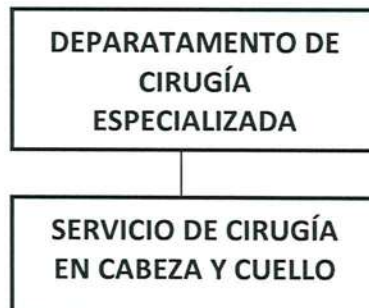 DEPARATAMENTO DE
CIRUGÍA
ESPECIALIZADA
SERVICIO DE CIRUGÍA
EN CABEZA Y CUELLO